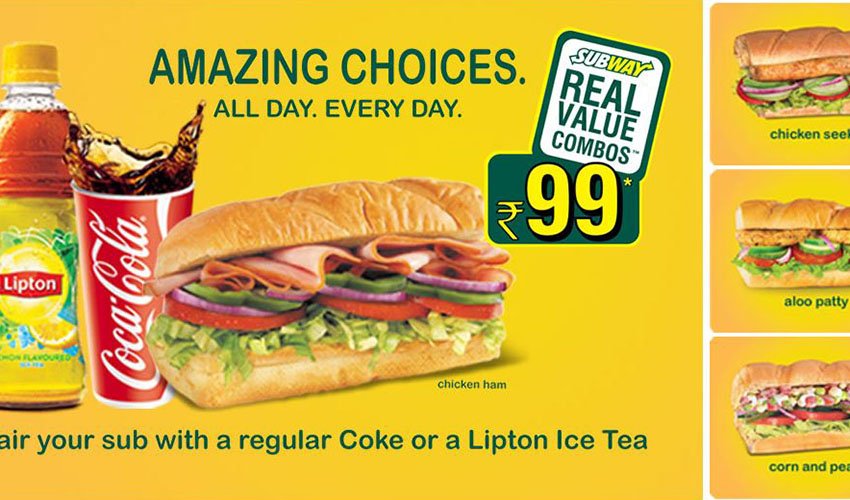 AMAZING CHOICES.
ALL DAY. EVERY DAY.
SUBWAY
REAL
VALUE
COMBOS™
₹99*
Lipton
Coca-Cola
chicken ham
air your sub with a regular Coke or a Lipton Ice Tea
chicken seek
aloo patty
corn and pea